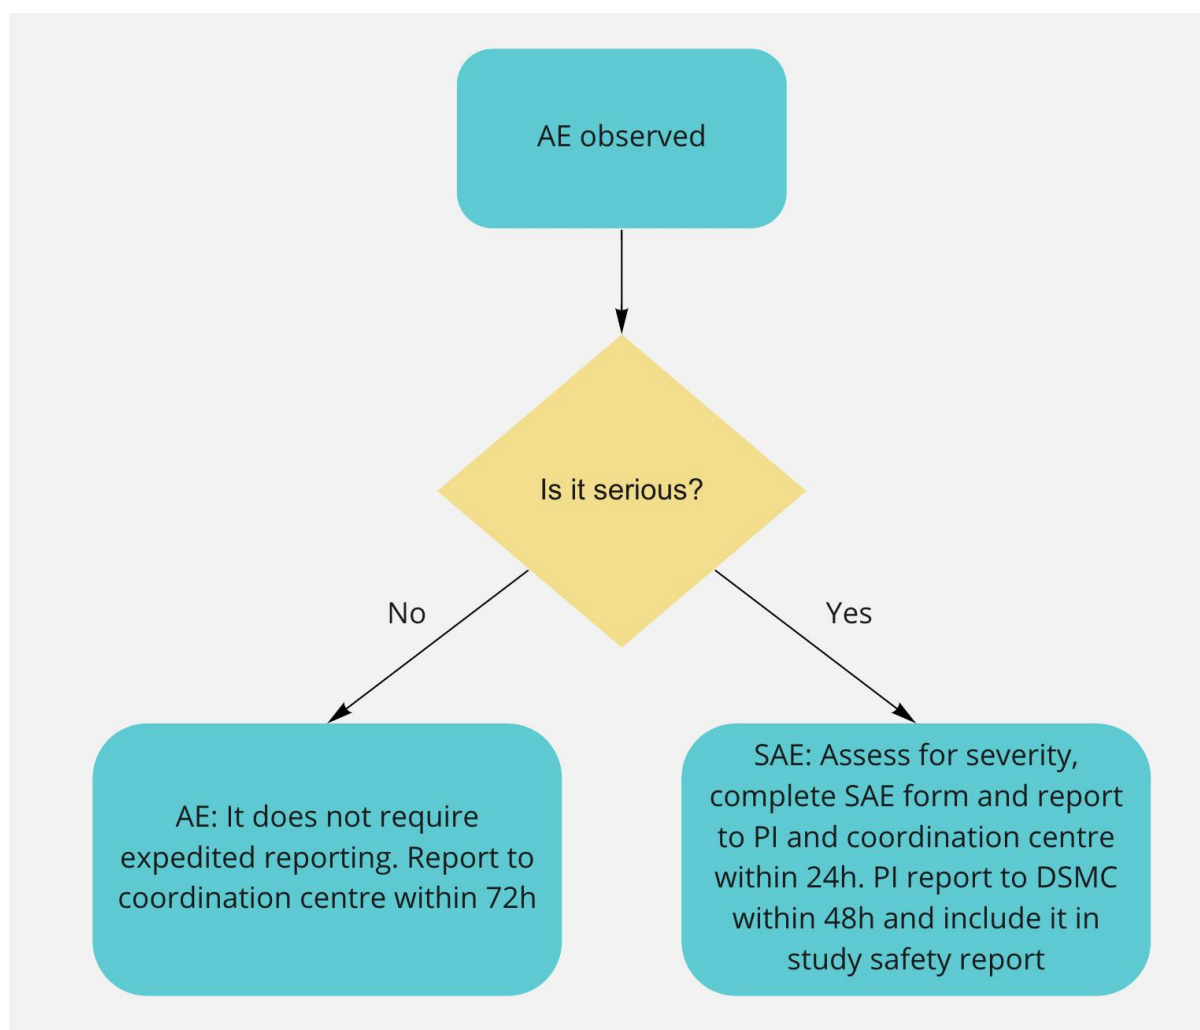 AE observed
Is it serious?
No
Yes
AE: It does not require
expedited reporting. Report to
coordination centre within 72h
SAE: Assess for severity,
complete SAE form and report
to PI and coordination centre
within 24h. PI report to DSMC
within 48h and include it in
study safety report